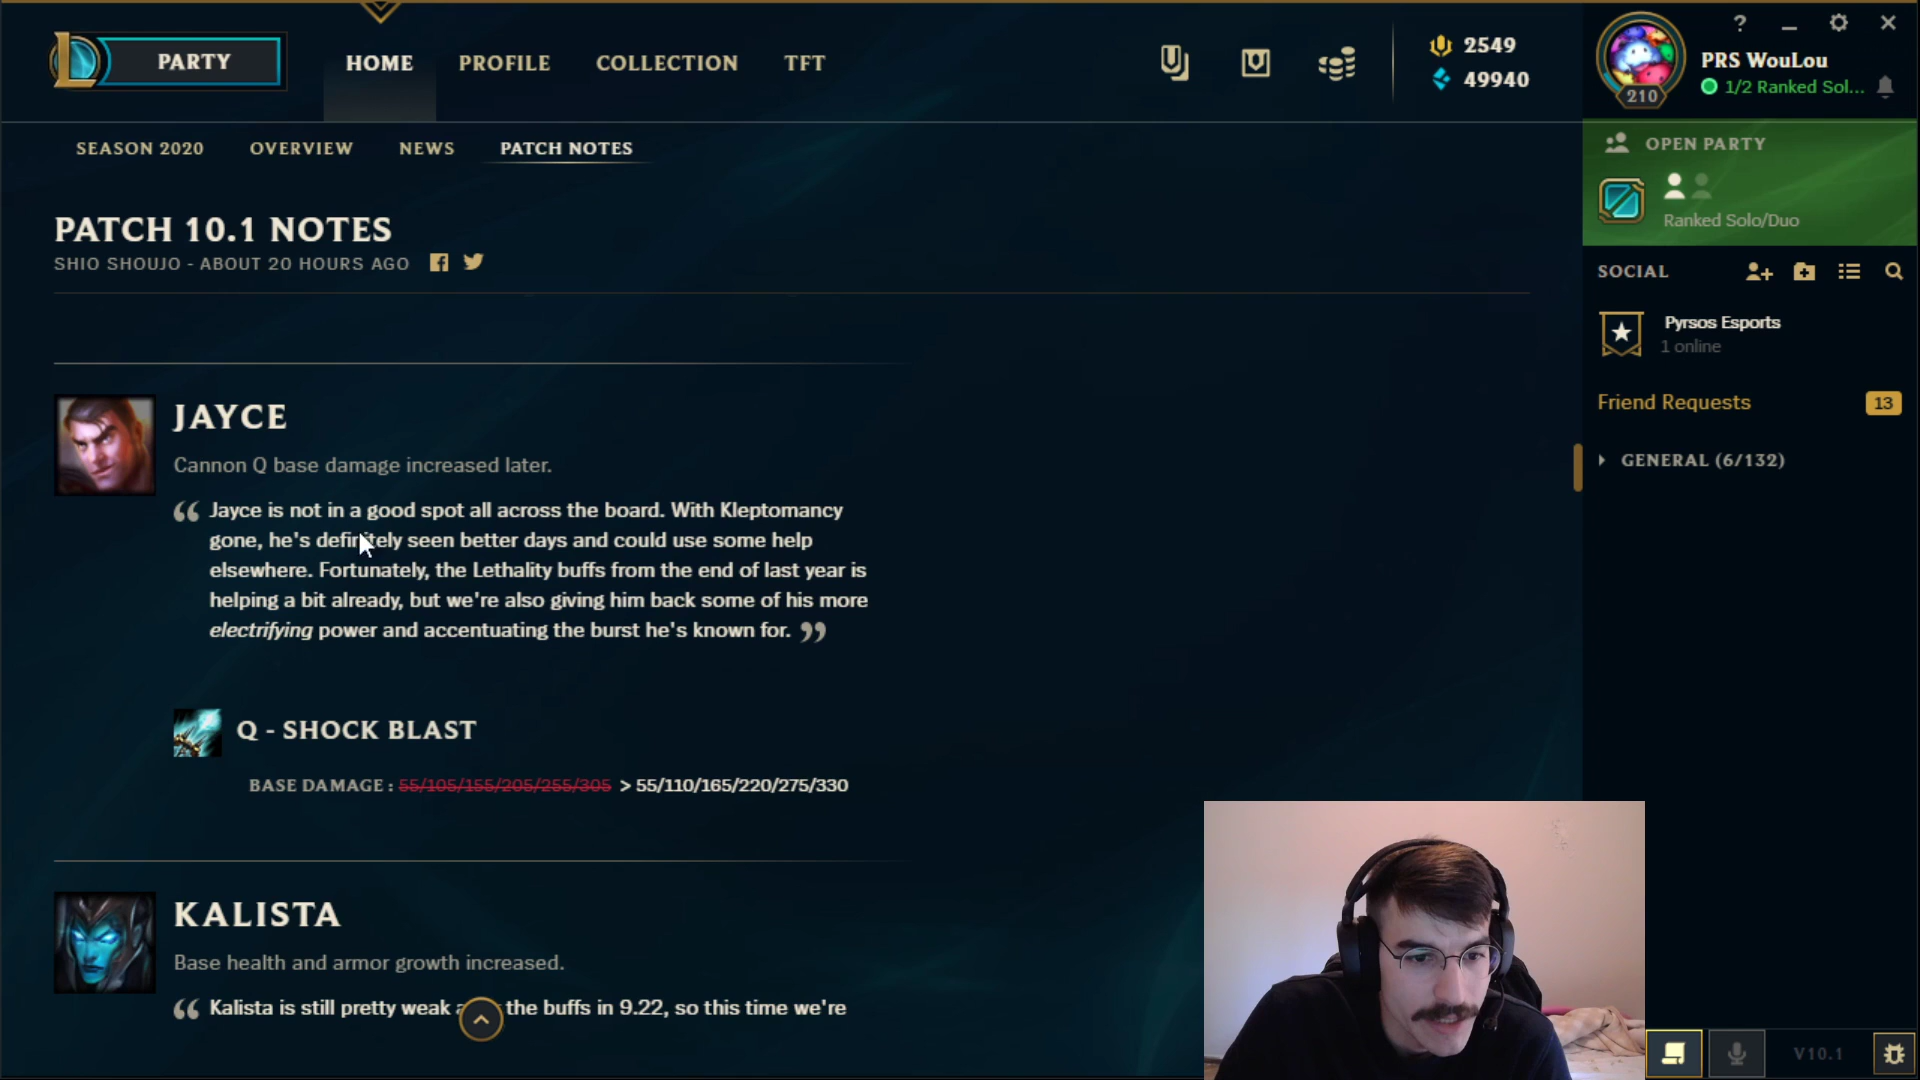 PARTY
HOME
PROFILE
COLLECTION
TFT
2549
49940
?
PRS WouLou
1/2 Ranked Sol...
210
SEASON 2020
OVERVIEW
NEWS
PATCH NOTES
OPEN PARTY
Ranked Solo/Duo
PATCH 10.1 NOTES
SHIO SHOUJO - ABOUT 20 HOURS AGO
SOCIAL
Pyrsos Esports
1 online
Friend Requests
13
GENERAL (6/132)
JAYCE
Cannon Q base damage increased later.
“ Jayce is not in a good spot all across the board. With Kleptomancy
gone, he's definitely seen better days and could use some help
elsewhere. Fortunately, the Lethality buffs from the end of last year is
helping a bit already, but we're also giving him back some of his more
electrifying power and accentuating the burst he's known for. ”
Q - SHOCK BLAST
BASE DAMAGE : 55/105/155/205/255/305 > 55/110/165/220/275/330
KALISTA
Base health and armor growth increased.
“ Kalista is still pretty weak the buffs in 9.22, so this time we're
V10.1